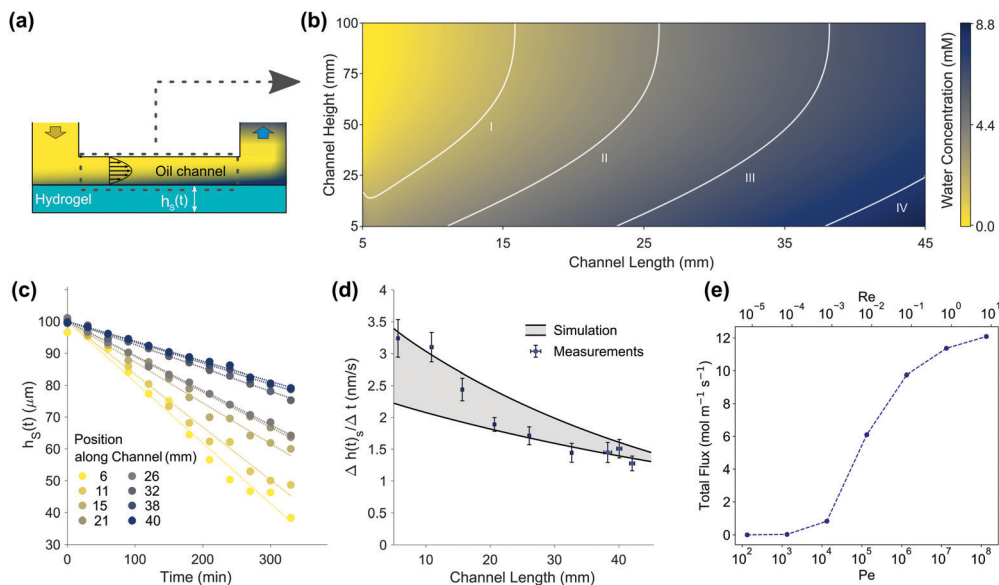 (a)
Oil channel
Hydrogel
hₛ(t)
(b)
Channel Height (mm)
100
75
50
25
5
I
II
III
IV
5
15
25
35
45
Channel Length (mm)
8.8
4.4
0.0
Water Concentration (mM)
(c)
hₛ(t) (μm)
100
90
80
70
60
50
40
30
Position
along Channel (mm)
6
26
11
32
15
38
21
40
0
100
200
300
Time (min)
(d)
Δ h(t)ₛ/Δ t (nm/s)
4
3.5
3
2.5
2
1.5
1
0.5
0
Simulation
Measurements
10
20
30
40
Channel Length (mm)
(e)
Re
10⁻⁵ 10⁻⁴ 10⁻³ 10⁻² 10⁻¹ 10⁰ 10¹
Total Flux (mol m⁻¹ s⁻¹)
14
12
10
8
6
4
2
0
10² 10³ 10⁴ 10⁵ 10⁶ 10⁷ 10⁸
Pe